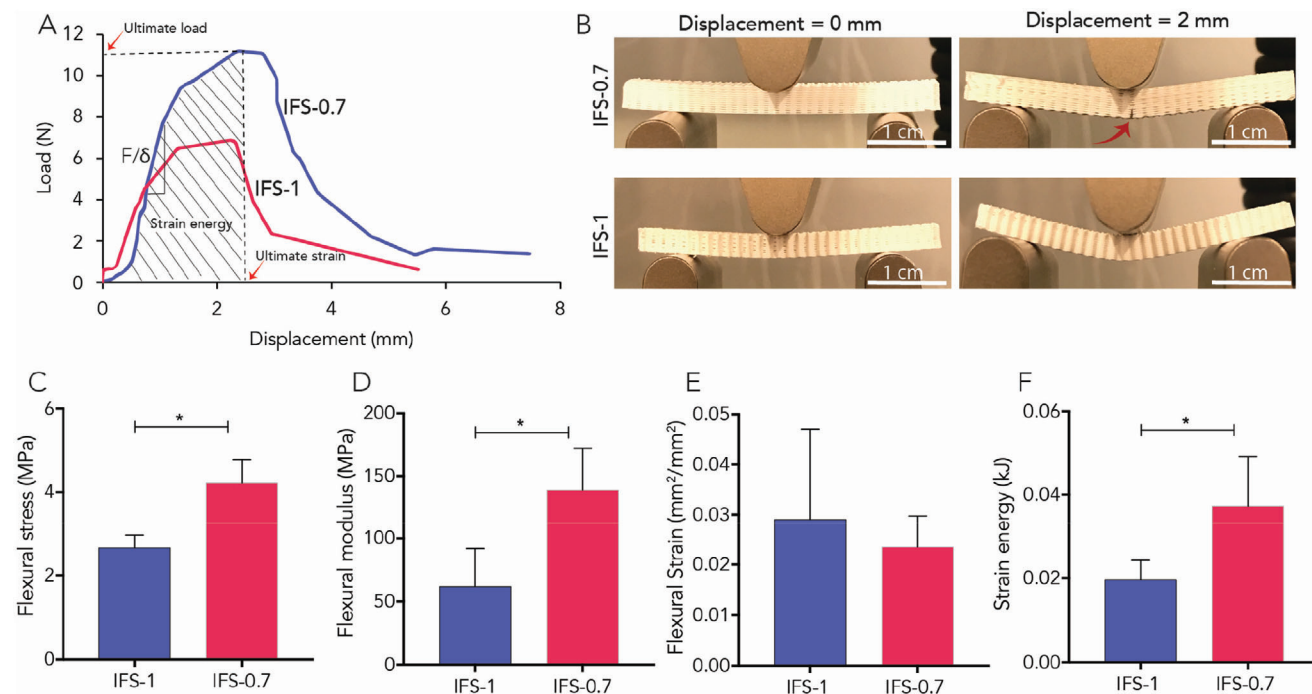 A
12
10
8
6
4
2
0
Load (N)
0
2
4
6
8
Displacement (mm)
Ultimate load
IFS-0.7
F/δ
IFS-1
Strain energy
Ultimate strain
B
Displacement = 0 mm
Displacement = 2 mm
IFS-0.7
1 cm
1 cm
IFS-1
1 cm
1 cm
C
Flexural stress (MPa)
6
4
2
0
*
IFS-1
IFS-0.7
D
Flexural modulus (MPa)
200
150
100
50
0
*
IFS-1
IFS-0.7
E
Flexural Strain (mm²/mm²)
0.05
0.04
0.03
0.02
0.01
0.00
IFS-1
IFS-0.7
F
Strain energy (kJ)
0.06
0.04
0.02
0.00
*
IFS-1
IFS-0.7